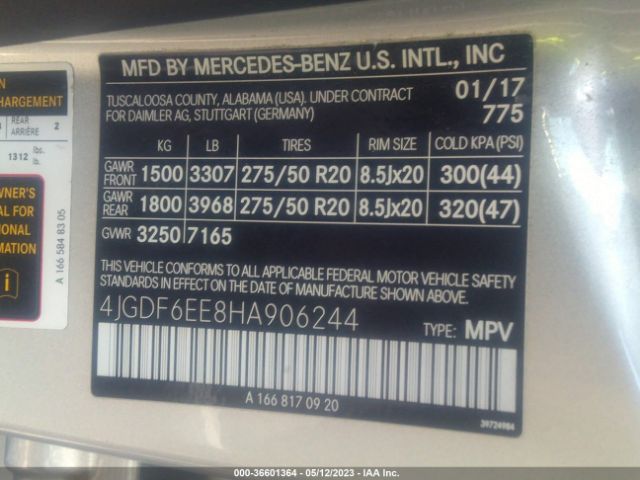 N
HARGEMENT
REAR
ARRIÈRE 2
1312 lbs.
lb.
WNER'S
AL FOR
IONAL
RMATION
i
A 166 584 83 05
MFD BY MERCEDES-BENZ U.S. INTL., INC
TUSCALOOSA COUNTY, ALABAMA (USA). UNDER CONTRACT 01/17
FOR DAIMLER AG, STUTTGART (GERMANY) 775
KG LB TIRES RIM SIZE COLD KPA (PSI)
GAWR
FRONT 1500 3307 275/50 R20 8.5Jx20 300(44)
GAWR
REAR 1800 3968 275/50 R20 8.5Jx20 320(47)
GVWR 3250 7165
THIS VEHICLE CONFORMS TO ALL APPLICABLE FEDERAL MOTOR VEHICLE SAFETY
STANDARDS IN EFFECT ON THE DATE OF MANUFACTURE SHOWN ABOVE.
4JGDF6EE8HA906244 TYPE: MPV
A 166 817 09 20
39724984
000-36601364 - 05/12/2023 - IAA Inc.